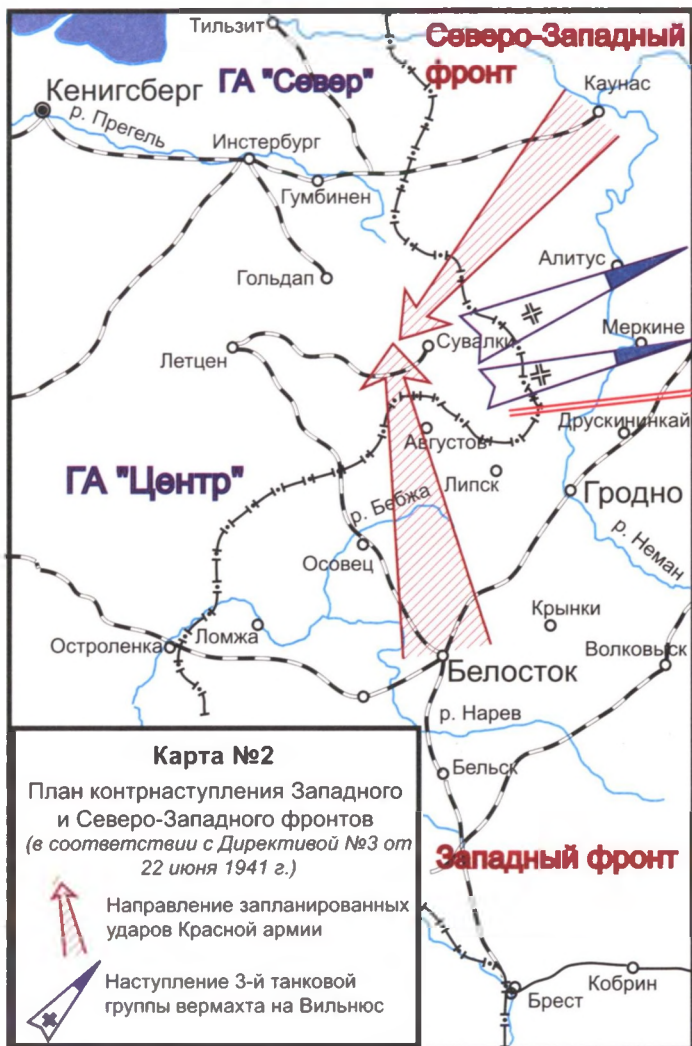 Тильзит
Северо-Западный
фронт
ГА "Север"
Кенигсберг
Каунас
р. Прегель
Инстербург
Гумбинен
Гольдап
Алитус
Летцен
Сувалки
Меркине
Августов
Друскининкай
ГА "Центр"
Липск
Гродно
р. Бебжа
Осовец
р. Неман
Крынки
Ломжа
Остроленка
Волковыск
Белосток
р. Нарев
Бельск
Западный фронт
Кобрин
Брест
Карта №2
План контрнаступления Западного
и Северо-Западного фронтов
(в соответствии с Директивой №3 от
22 июня 1941 г.)
Направление запланированных
ударов Красной армии
Наступление 3-й танковой
группы вермахта на Вильнюс